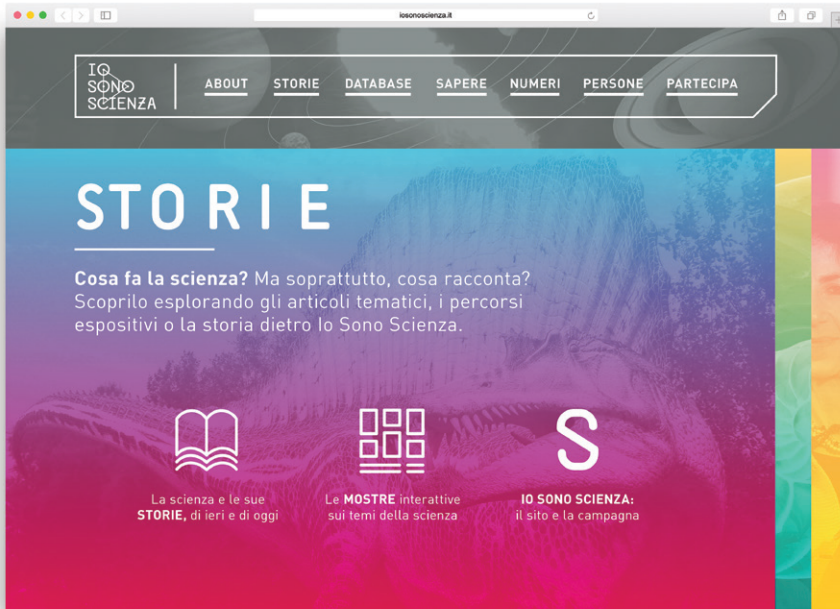 iosonoscienza.it
IO
SONO
SCIENZA
ABOUT STORIE DATABASE SAPERE NUMERI PERSONE PARTECIPA
STORIE
Cosa fa la scienza? Ma soprattutto, cosa racconta?
Scoprilo esplorando gli articoli tematici, i percorsi
espositivi o la storia dietro Io Sono Scienza.
S
La scienza e le sue
STORIE, di ieri e di oggi
Le MOSTRE interattive
sui temi della scienza
IO SONO SCIENZA:
il sito e la campagna